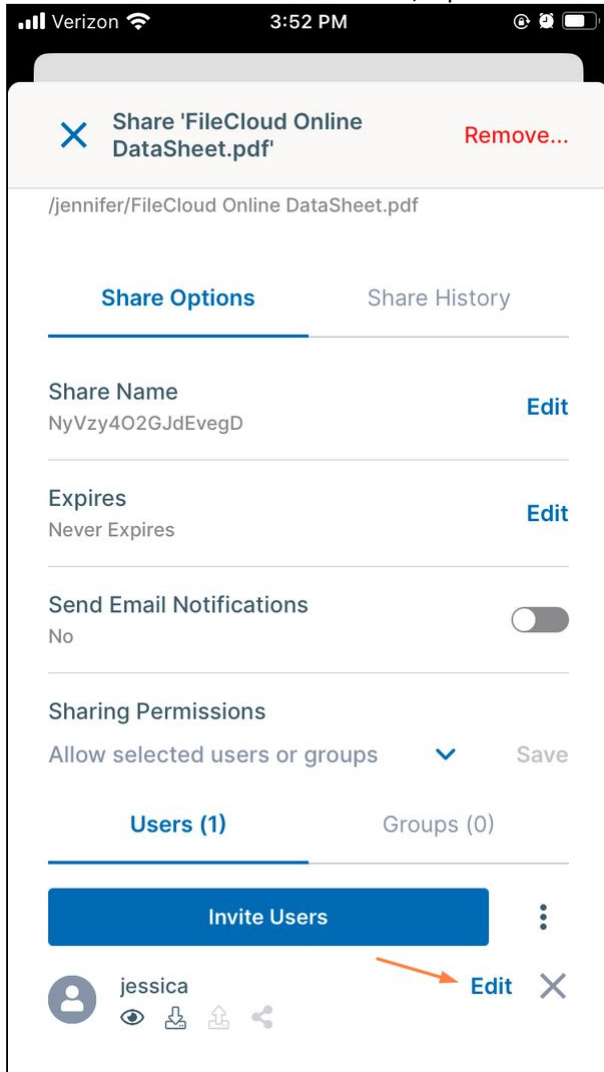 Verizon 3:52 PM
Share 'FileCloud Online
DataSheet.pdf'
Remove...
/jennifer/FileCloud Online DataSheet.pdf
Share Options Share History
Share Name
NyVzy4O2GJdEvegD
Edit
Expires
Never Expires
Edit
Send Email Notifications
No
Sharing Permissions
Allow selected users or groups Save
Users (1) Groups (0)
Invite Users
jessica
Edit